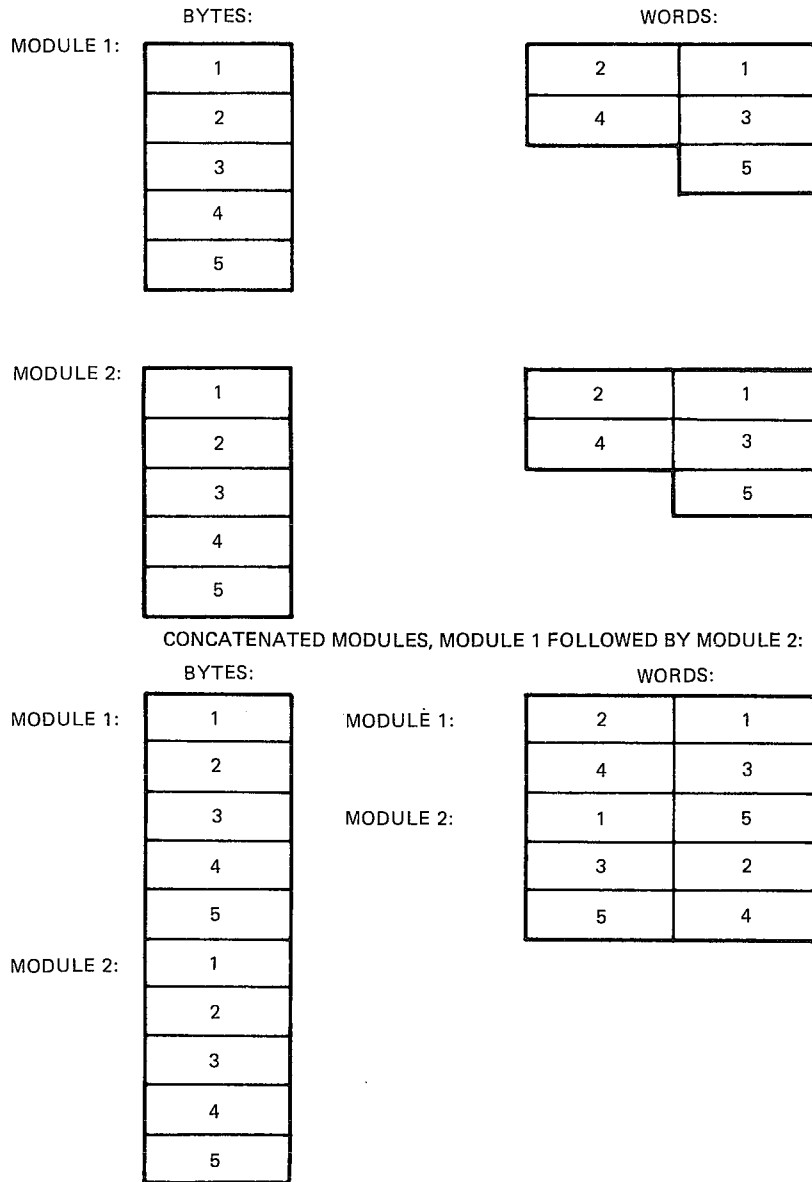 BYTES: WORDS:
MODULE 1:
1 2 1
2 4 3
3 5
4
5
MODULE 2:
1 2 1
2 4 3
3 5
4
5
CONCATENATED MODULES, MODULE 1 FOLLOWED BY MODULE 2:
BYTES: WORDS:
MODULE 1: 1 MODULE 1: 2 1
2 4 3
3 MODULE 2: 1 5
4 3 2
5 5 4
MODULE 2: 1
2
3
4
5